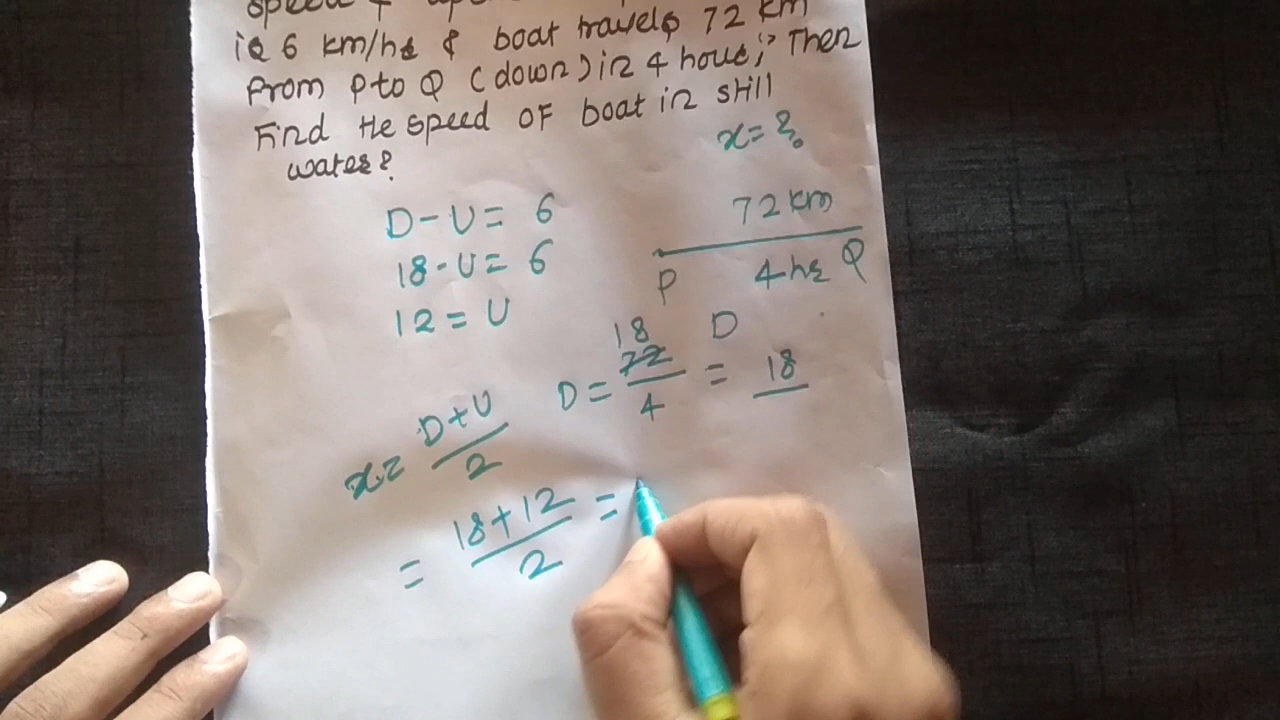 speed & 
is 6 km/hr & boat travels 72 km
from P to Q (down) in 4 hour; Then
Find the speed of boat in still
water?
x = ?
D - U = 6
18 - U = 6
12 = U
72 km
P 4 hr Q
D
D = 18 72/4 = 18
x = D+U/2
= 18+12/2 =